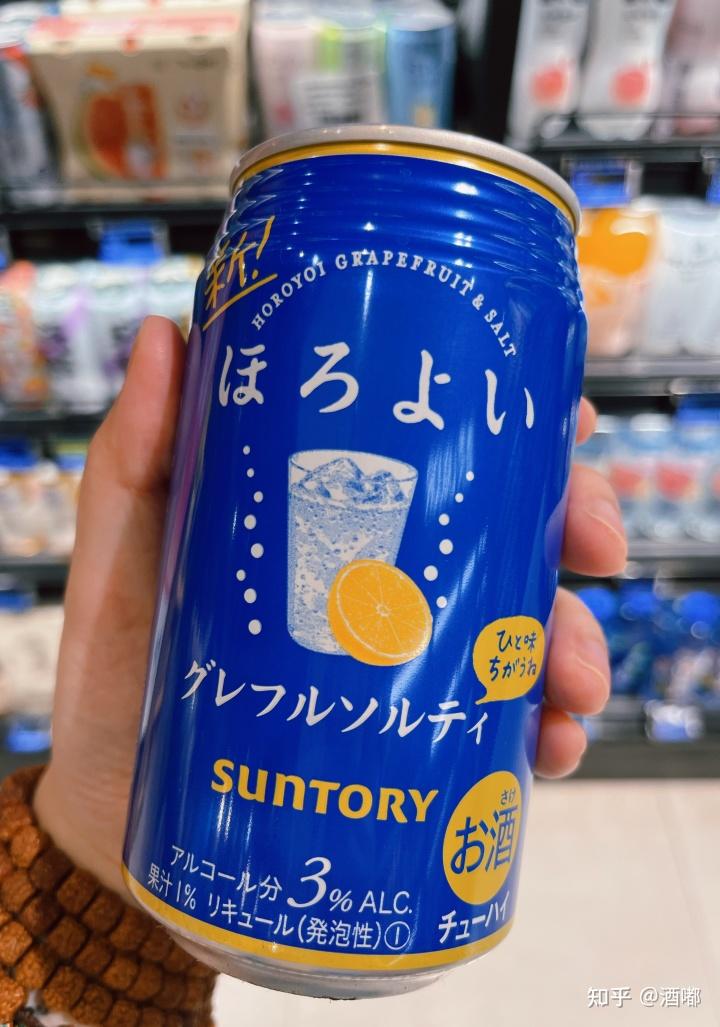 新!
HOROYOI GRAPEFRUIT & SALT
ほろよい
ひと味
ちがうね
グレフルソルティ
SUNTORY
さけ
お酒
アルコール分 3% ALC.
果汁1% リキュール(発泡性)①
チューハイ
知乎 @酒嘟